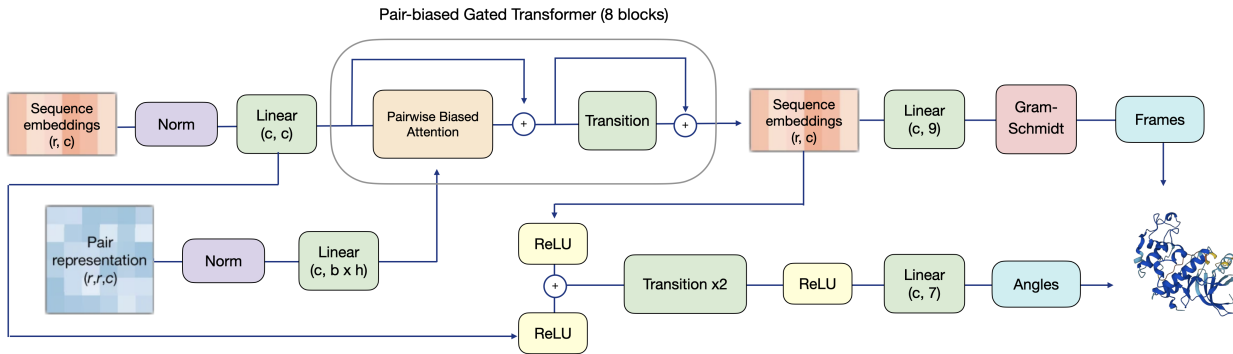 Pair-biased Gated Transformer (8 blocks)
Sequence
embeddings
(r, c)
Norm
Linear
(c, c)
Pairwise Biased
Attention
+
Transition
+
Sequence
embeddings
(r, c)
Linear
(c, 9)
Gram-
Schmidt
Frames
Pair
representation
(r,r,c)
Norm
Linear
(c, b x h)
ReLU
+
ReLU
Transition x2
ReLU
Linear
(c, 7)
Angles